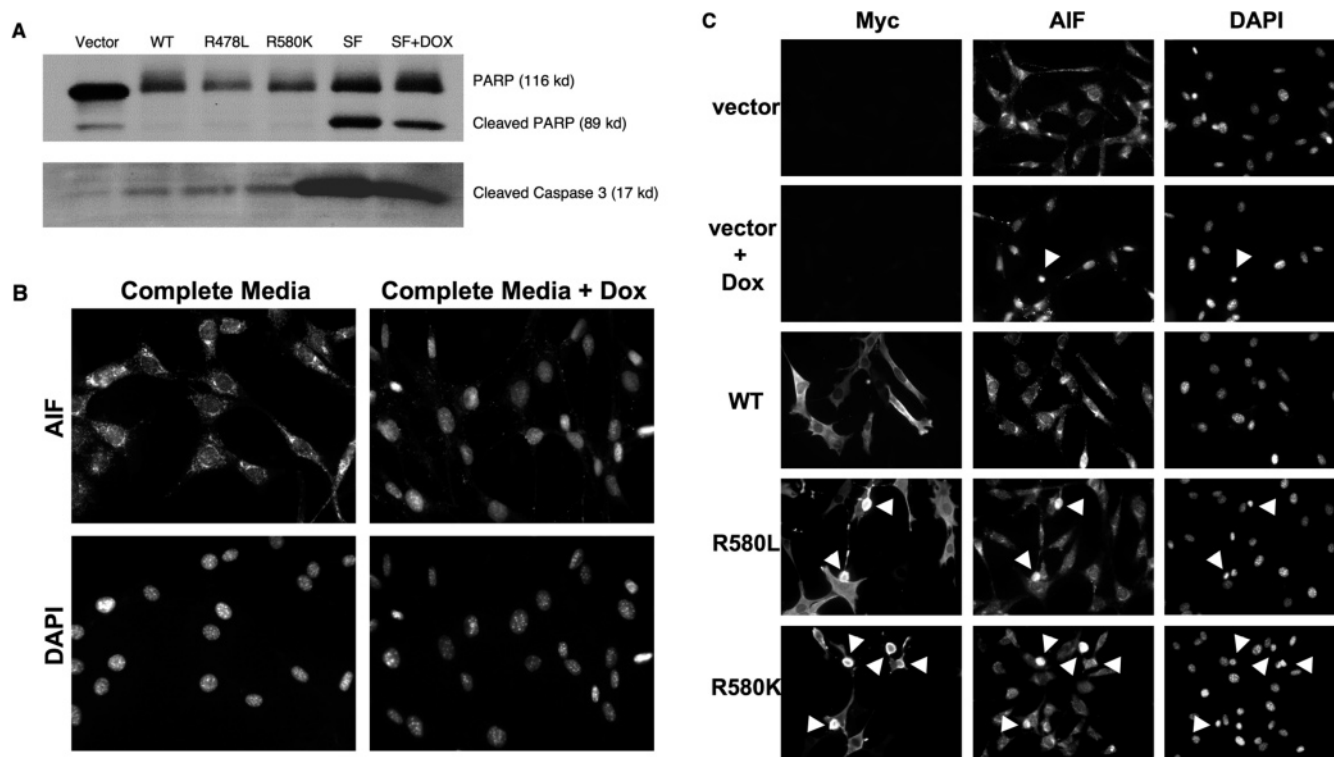 A
Vector WT R478L R580K SF SF+DOX
PARP (116 kd)
Cleaved PARP (89 kd)
Cleaved Caspase 3 (17 kd)
B
Complete Media Complete Media + Dox
AIF
DAPI
C
Myc AIF DAPI
vector
vector
+
Dox
WT
R580L
R580K